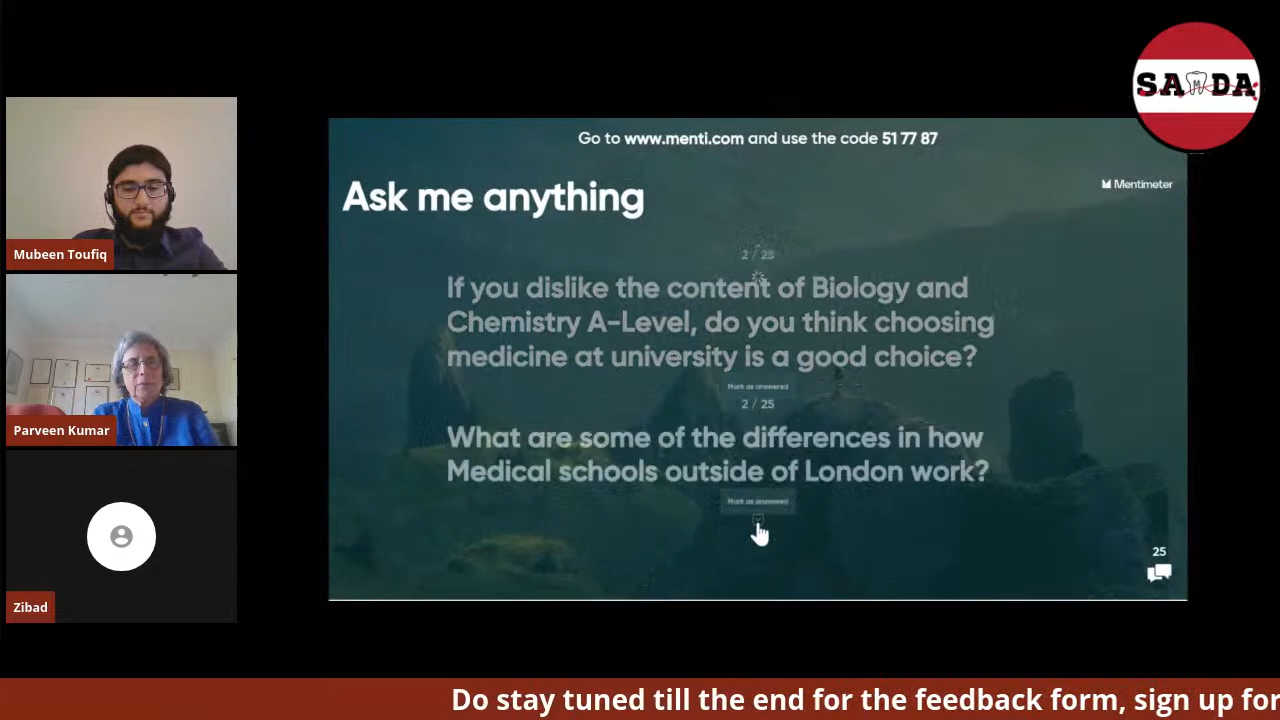 SAMDA
Go to www.menti.com and use the code 51 77 87
Mentimeter
Ask me anything
2 / 25
If you dislike the content of Biology and
Chemistry A-Level, do you think choosing
medicine at university is a good choice?
Mark as answered
2 / 25
What are some of the differences in how
Medical schools outside of London work?
Mark as answered
25
Mubeen Toufiq
Parveen Kumar
Zibad
Do stay tuned till the end for the feedback form, sign up for